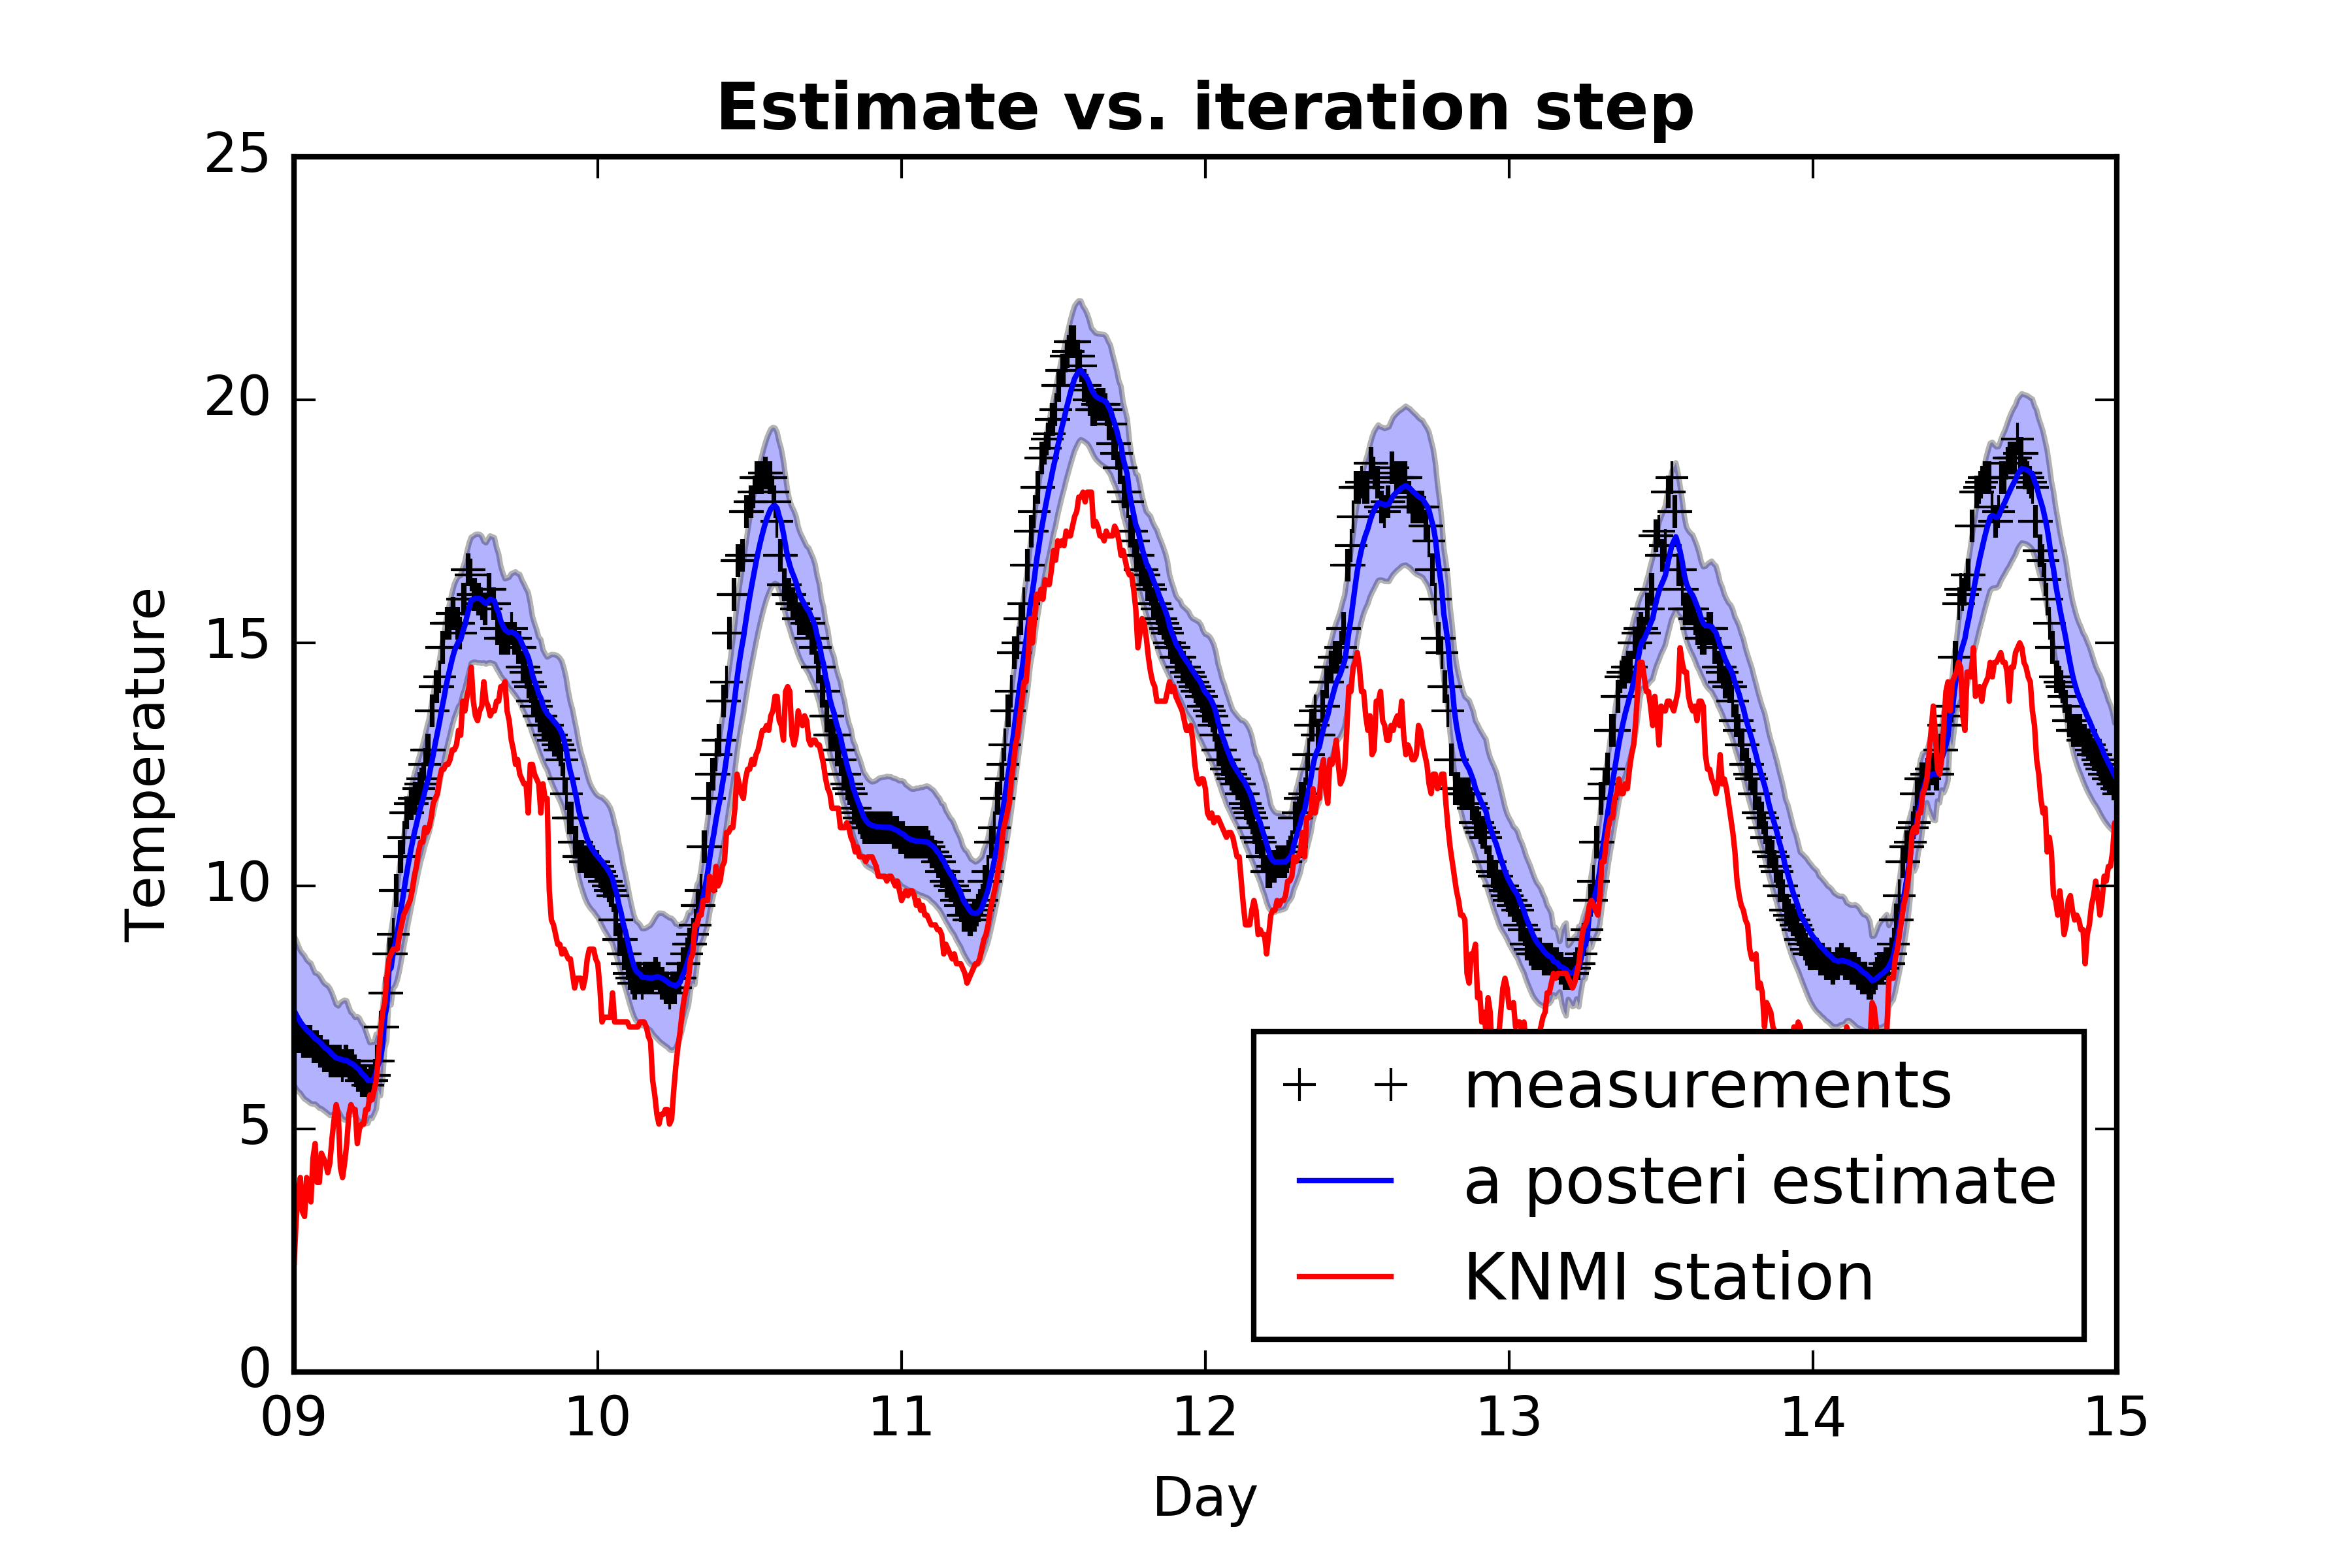 Estimate vs. iteration step
25
20
15
10
5
0
Temperature
09 10 11 12 13 14 15
Day
measurements
a posteri estimate
KNMI station